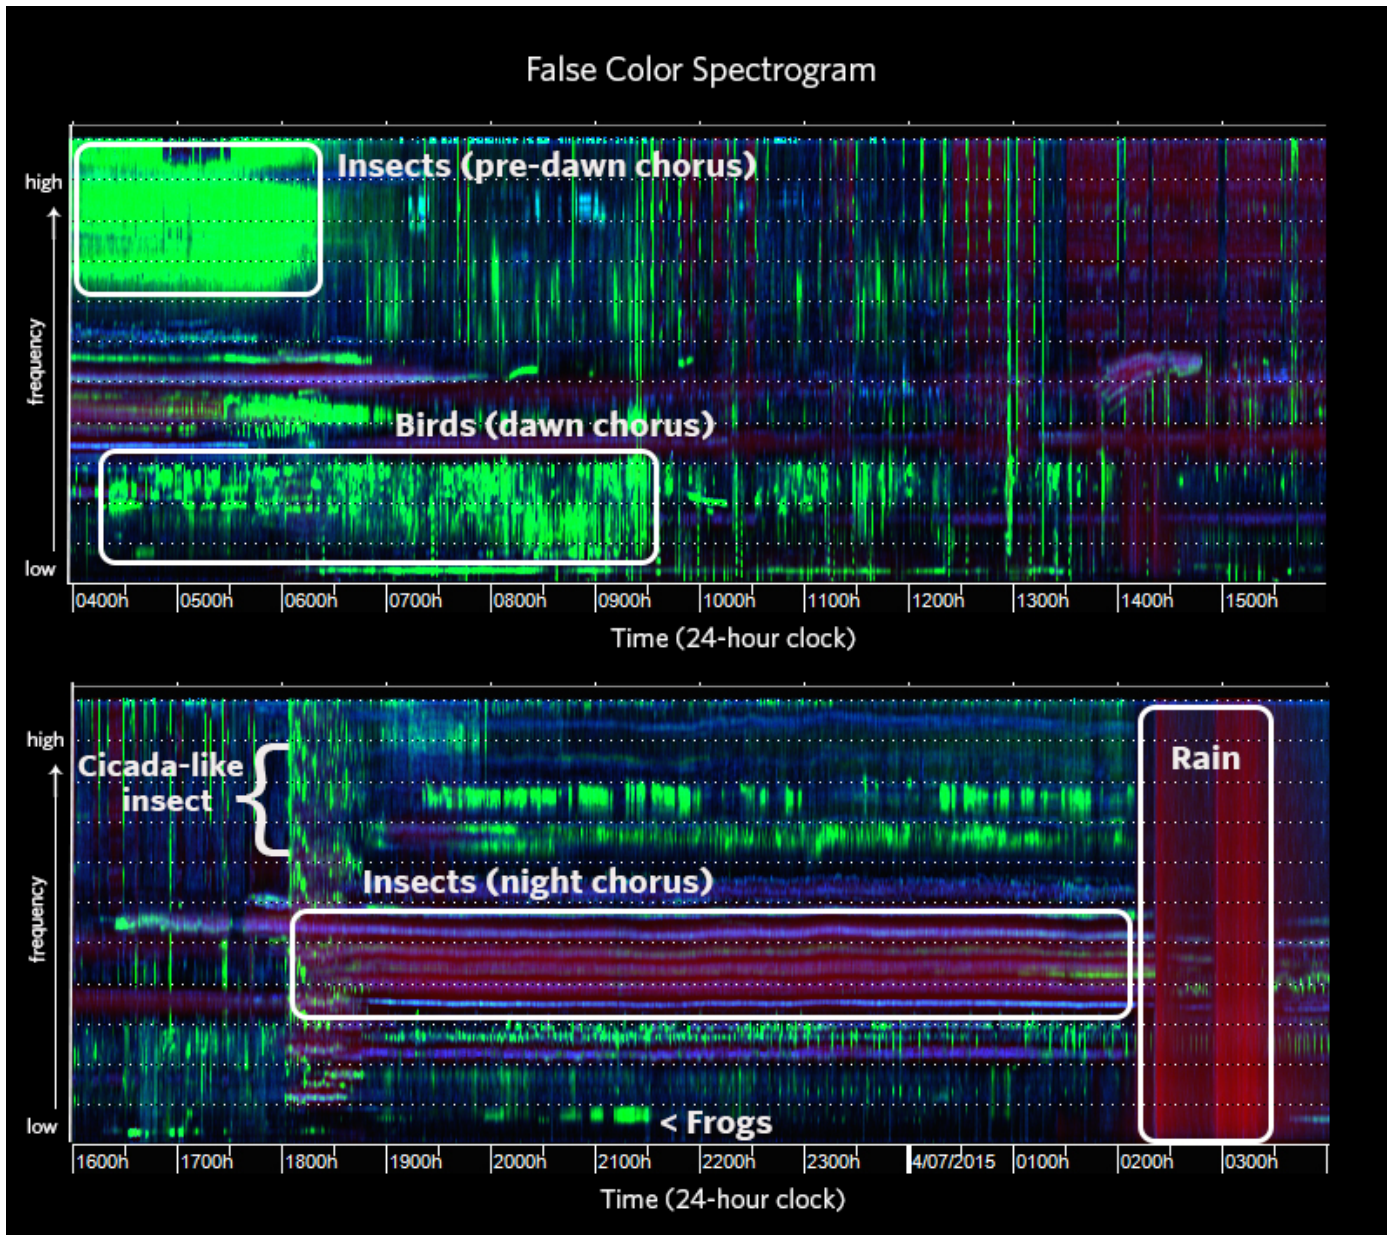 False Color Spectrogram
Insects (pre-dawn chorus)
high
frequency
Birds (dawn chorus)
low
0400h 0500h 0600h 0700h 0800h 0900h 1000h 1100h 1200h 1300h 1400h 1500h
Time (24-hour clock)
high
Cicada-like
insect
Rain
Insects (night chorus)
frequency
< Frogs
low
1600h 1700h 1800h 1900h 2000h 2100h 2200h 2300h 4/07/2015 0100h 0200h 0300h
Time (24-hour clock)